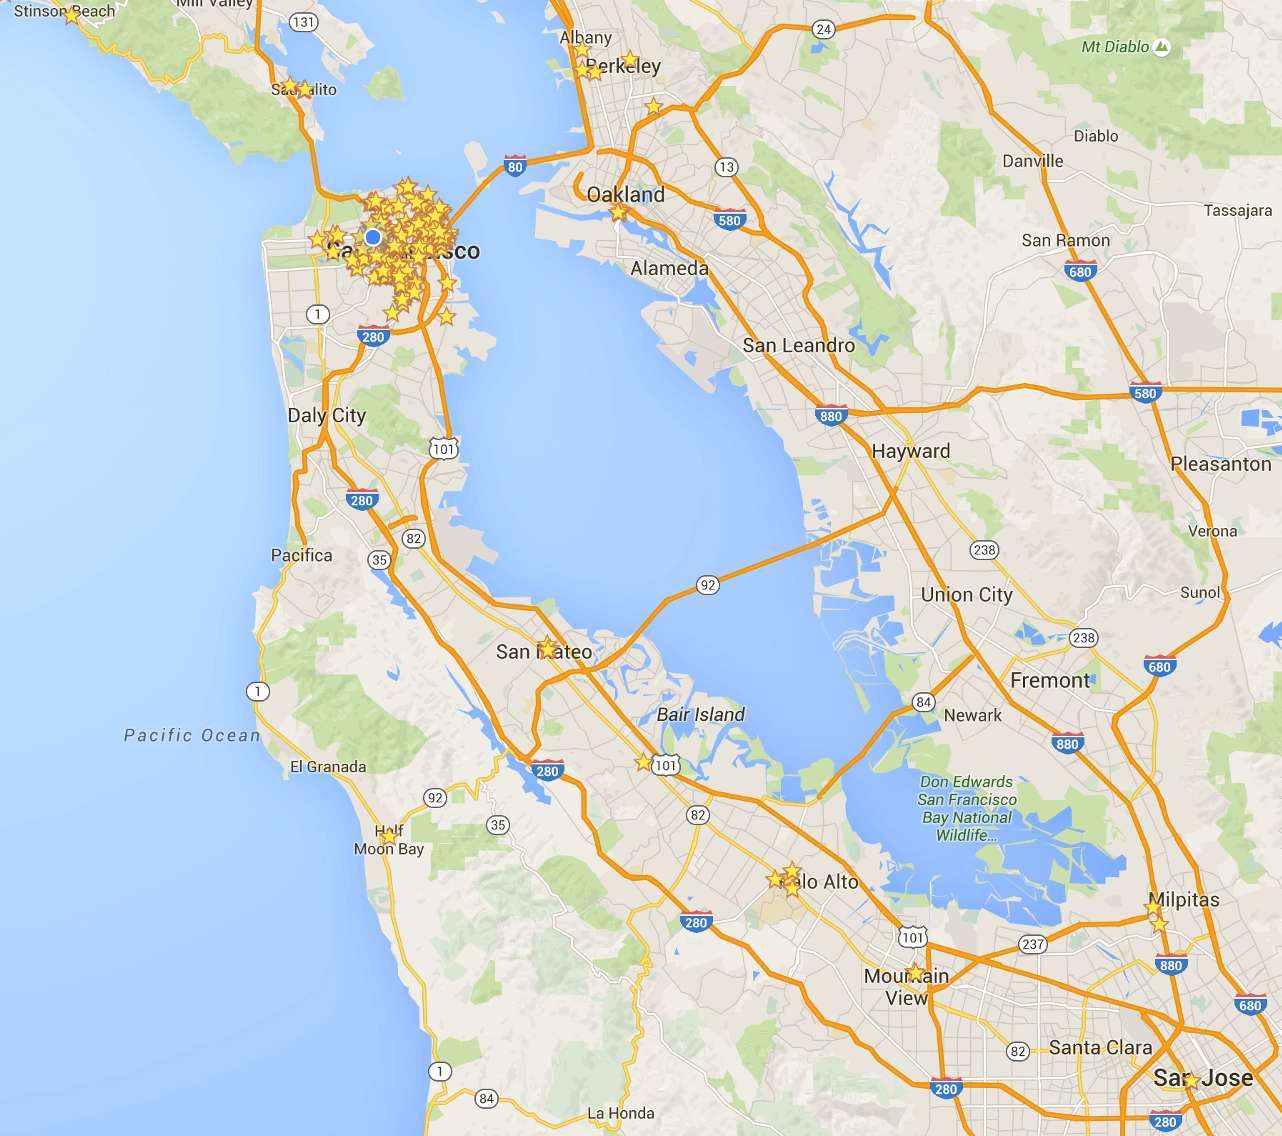 Stinson Beach
Mill Valley
131
Albany
24
Mt Diablo
Berkeley
Sausalito
Diablo
Danville
80
13
Oakland
580
Tassajara
San Ramon
San Francisco
Alameda
680
1
280
San Leandro
580
Daly City
880
101
Hayward
Pleasanton
280
Verona
82
238
Pacifica
35
92
Union City
Sunol
238
San Mateo
680
Fremont
1
84
Bair Island
Newark
Pacific Ocean
880
El Granada
101
280
Don Edwards
San Francisco
Bay National
Wildlife...
92
82
35
Half
Moon Bay
Palo Alto
Milpitas
280
101
237
880
Mountain
View
680
Santa Clara
82
1
San Jose
280
84
La Honda
280